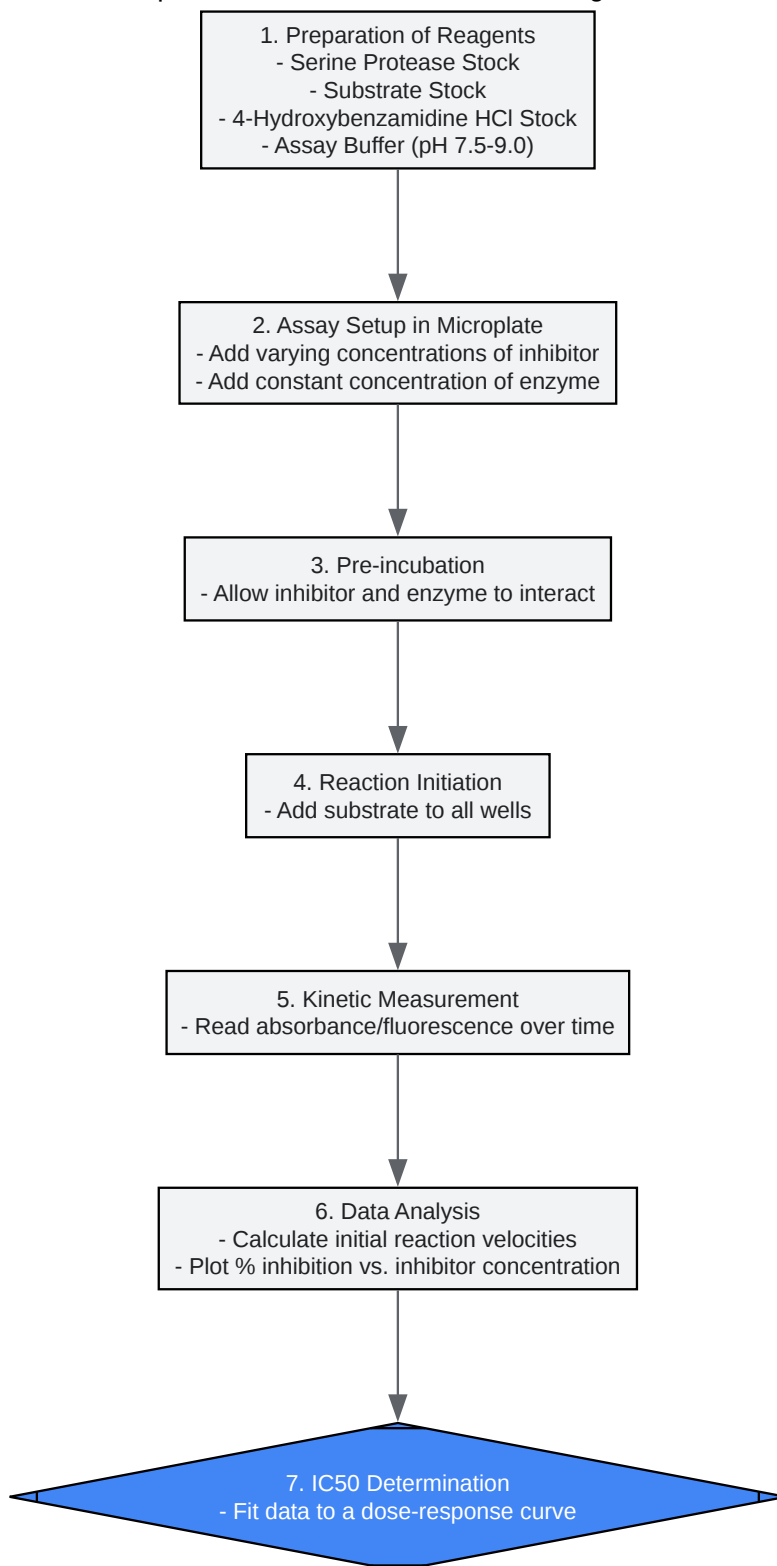 1. Preparation of Reagents
- Serine Protease Stock
- Substrate Stock
- 4-Hydroxybenzamidine HCl Stock
- Assay Buffer (pH 7.5-9.0)
2. Assay Setup in Microplate
- Add varying concentrations of inhibitor
- Add constant concentration of enzyme
3. Pre-incubation
- Allow inhibitor and enzyme to interact
4. Reaction Initiation
- Add substrate to all wells
5. Kinetic Measurement
- Read absorbance/fluorescence over time
6. Data Analysis
- Calculate initial reaction velocities
- Plot % inhibition vs. inhibitor concentration
7. IC50 Determination
- Fit data to a dose-response curve